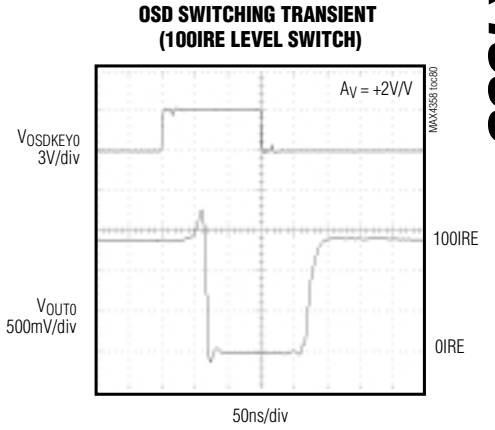 OSD SWITCHING TRANSIENT
(100IRE LEVEL SWITCH)
AV = +2V/V
MAX4358 toc80
VOSDKEY0
3V/div
100IRE
VOUT0
500mV/div
0IRE
50ns/div